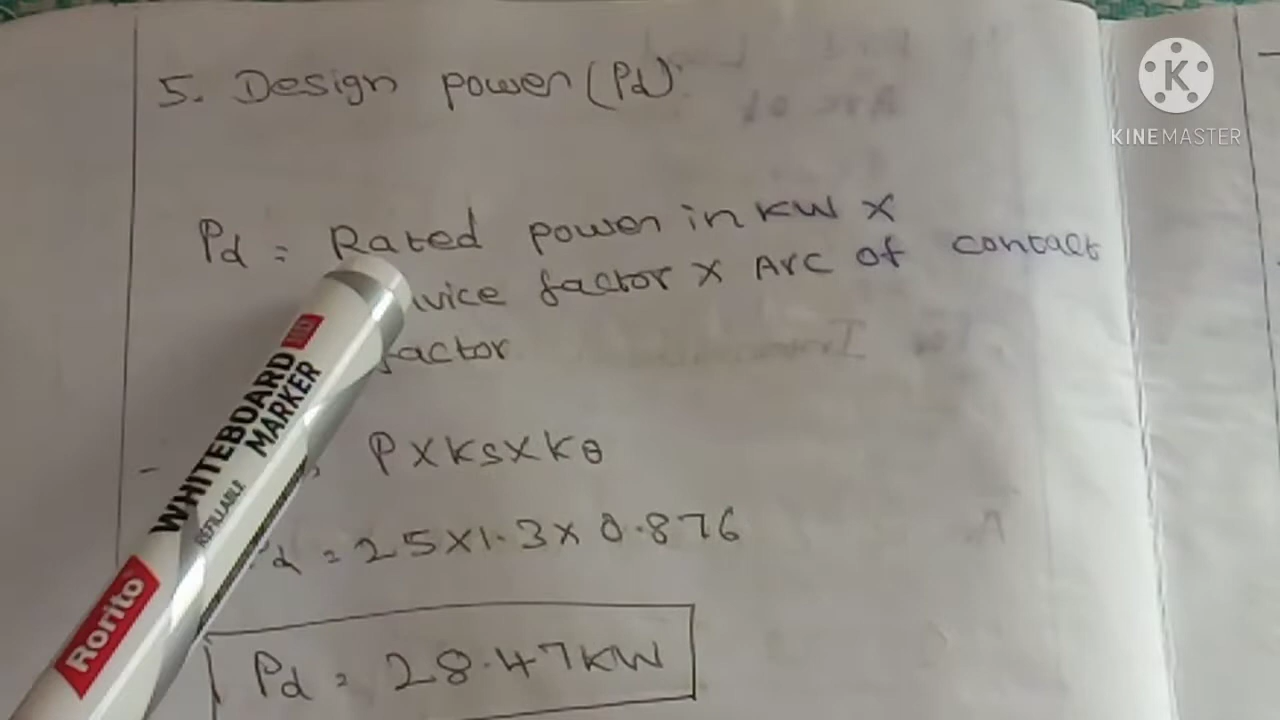 5. Design power (Pd)
Pd = Rated power in KW X
factor X Arc of contact
factor
P X Ks X Kθ
= 25 X 1.3 X 0.876
Pd = 28.47 KW
WHITEBOARD
MARKER
REFILLABLE
Rorito
K
KINEMASTER